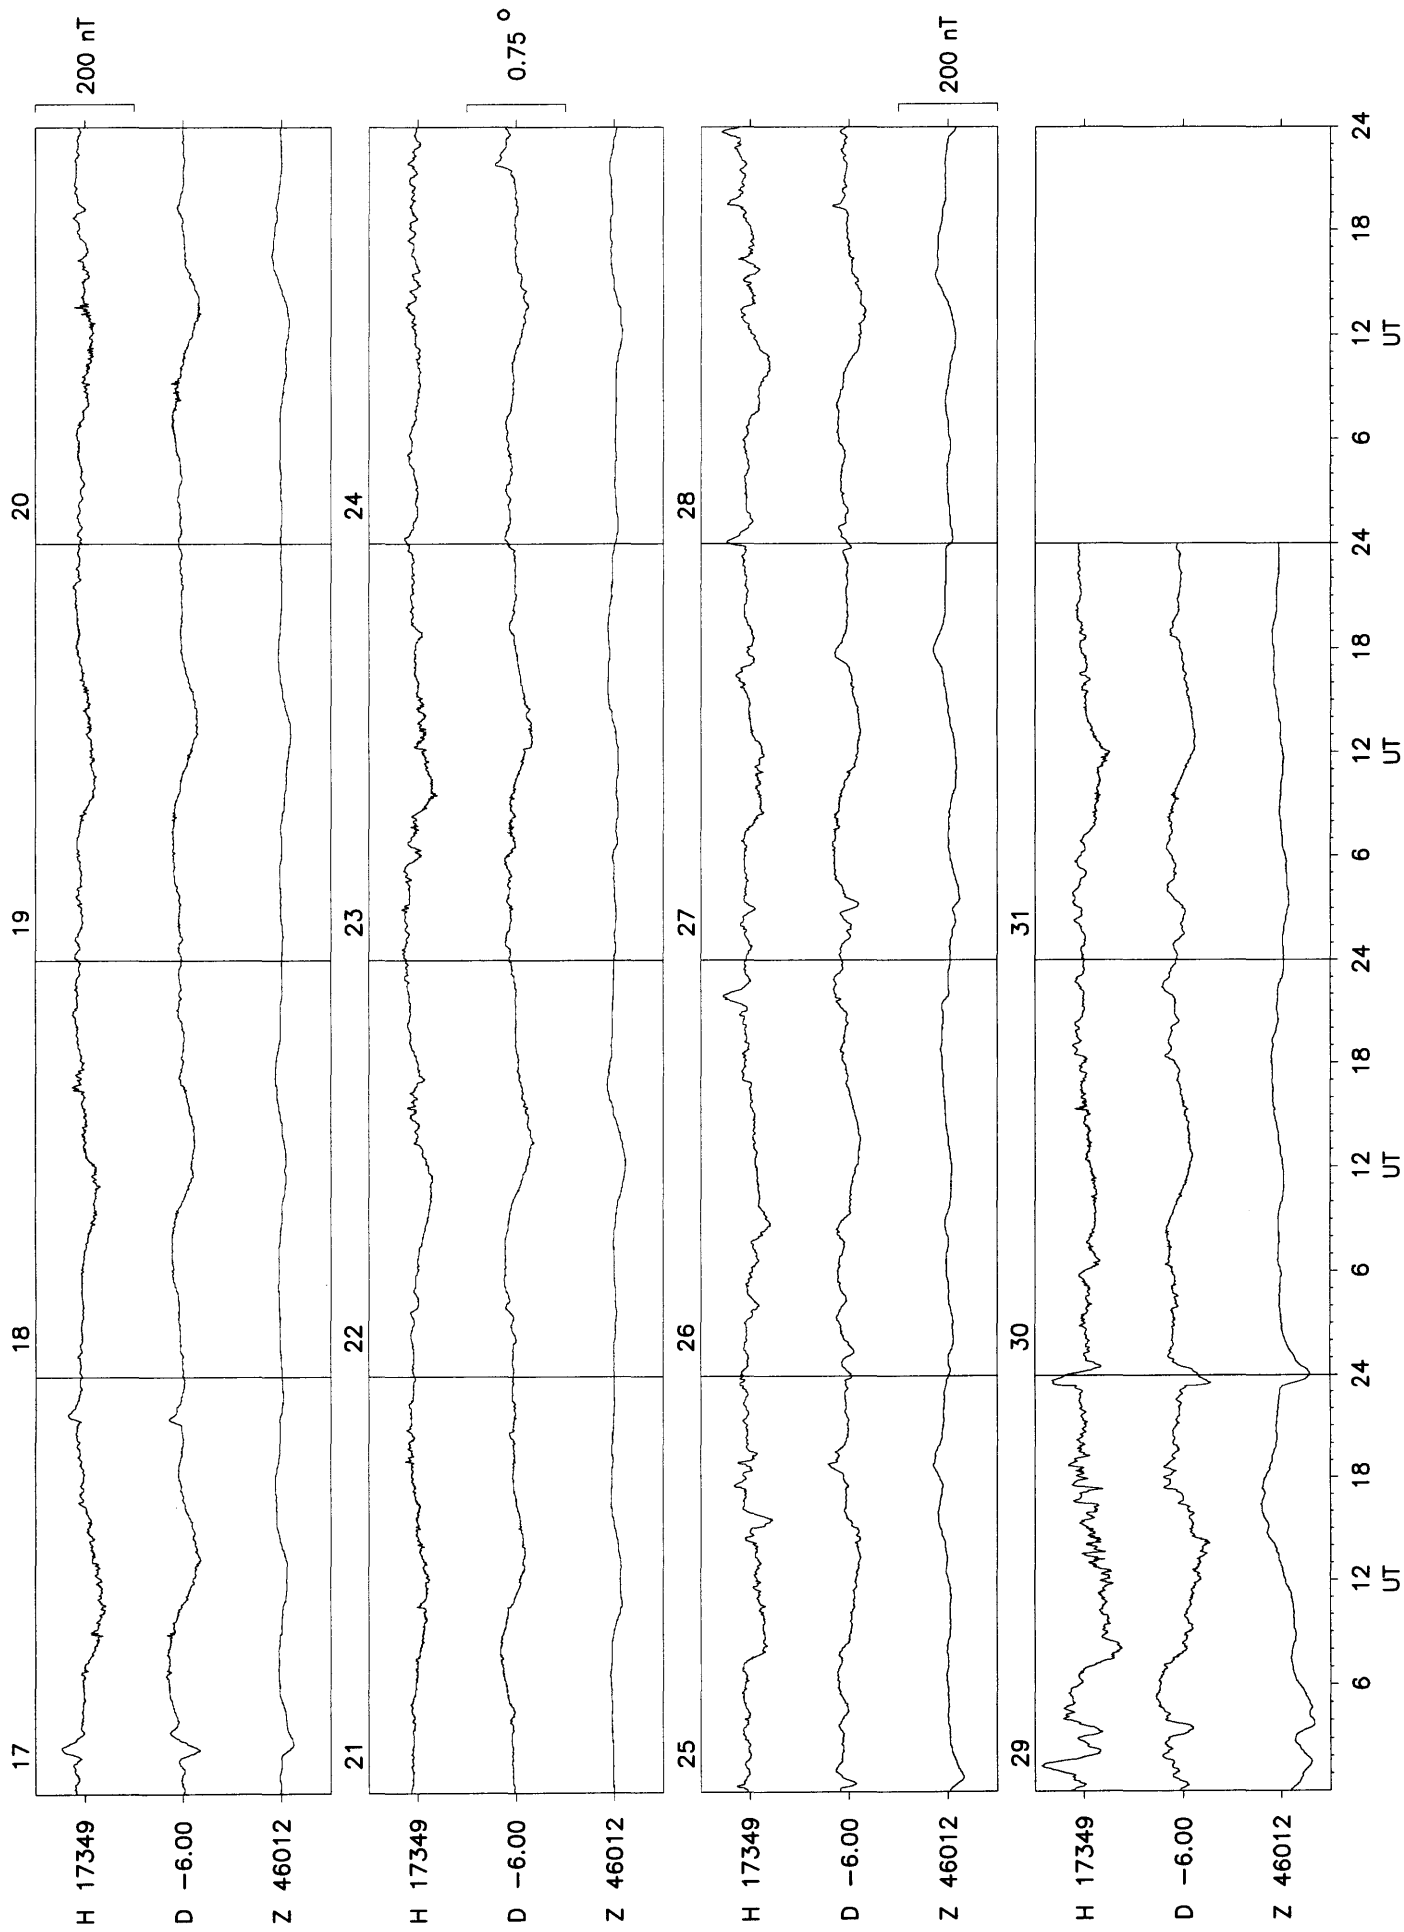 17 18 19 20
H 17349
D -6.00
Z 46012
200 nT
21 22 23 24
H 17349
D -6.00
Z 46012
0.75 °
25 26 27 28
H 17349
D -6.00
Z 46012
200 nT
29 30 31
H 17349
D -6.00
Z 46012
6 12 18 24 6 12 18 24 6 12 18 24 6 12 18 24
UT UT UT UT